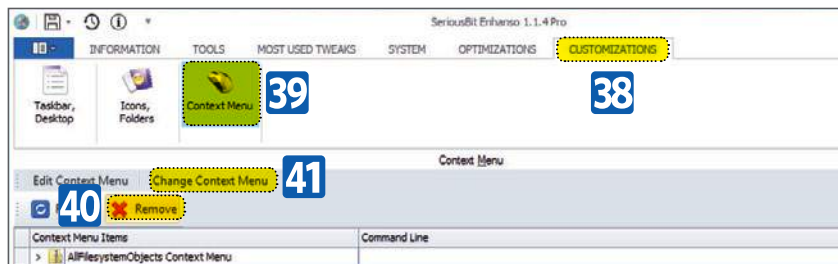 SeriousBit Enhanso 1.1.4 Pro
INFORMATION TOOLS MOST USED TWEAKS SYSTEM OPTIMIZATIONS CUSTOMIZATIONS
38
Taskbar, Desktop
Icons, Folders
Context Menu
39
Context Menu
Edit Context Menu
Change Context Menu
41
40
Remove
Context Menu Items
Command Line
> AllFilesystemObjects Context Menu